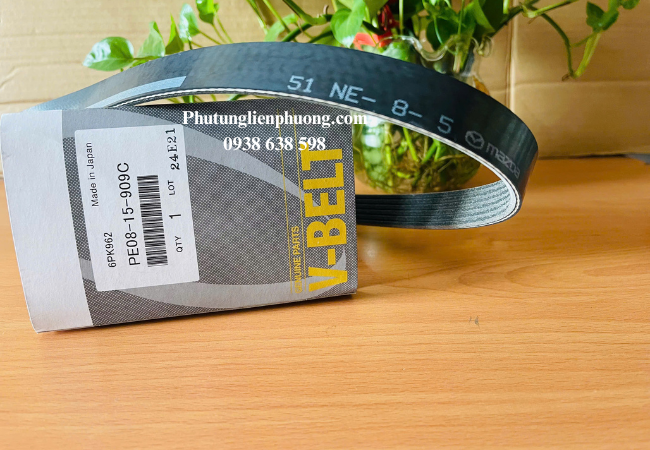 51 NE- 8- 5 mazda
Phutunglienphuong.com
0938 638 598
Made in Japan
6PK962
PE08-15-909C
QTY 1 LOT 24E21
GENUINE PARTS
V-BELT